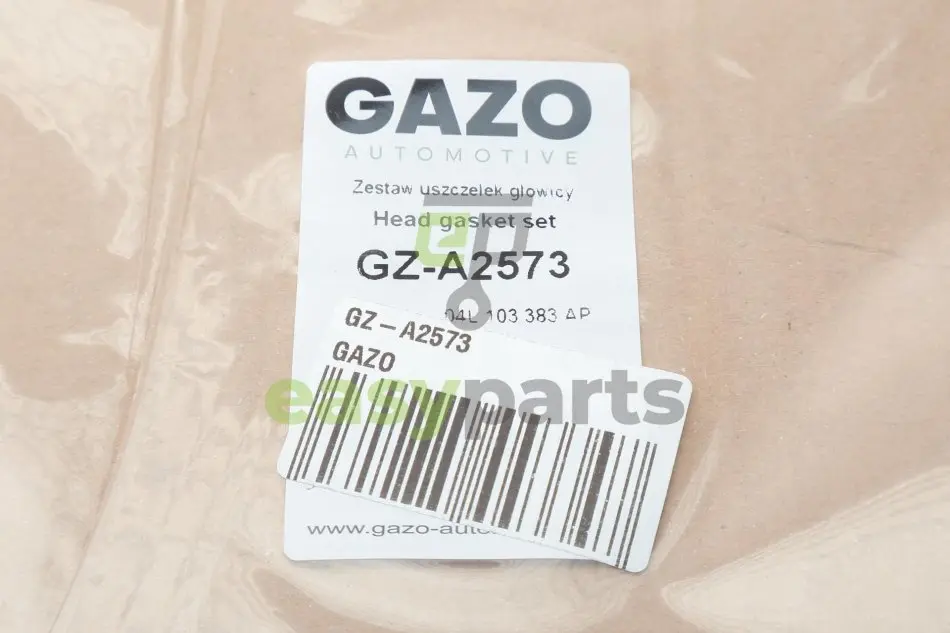 GAZO
AUTOMOTIVE
Zestaw uszczelek głowicy
Head gasket set
GZ-A2573
04L 103 383 AP
GZ-A2573
GAZO
easyparts
www.gazo-auto